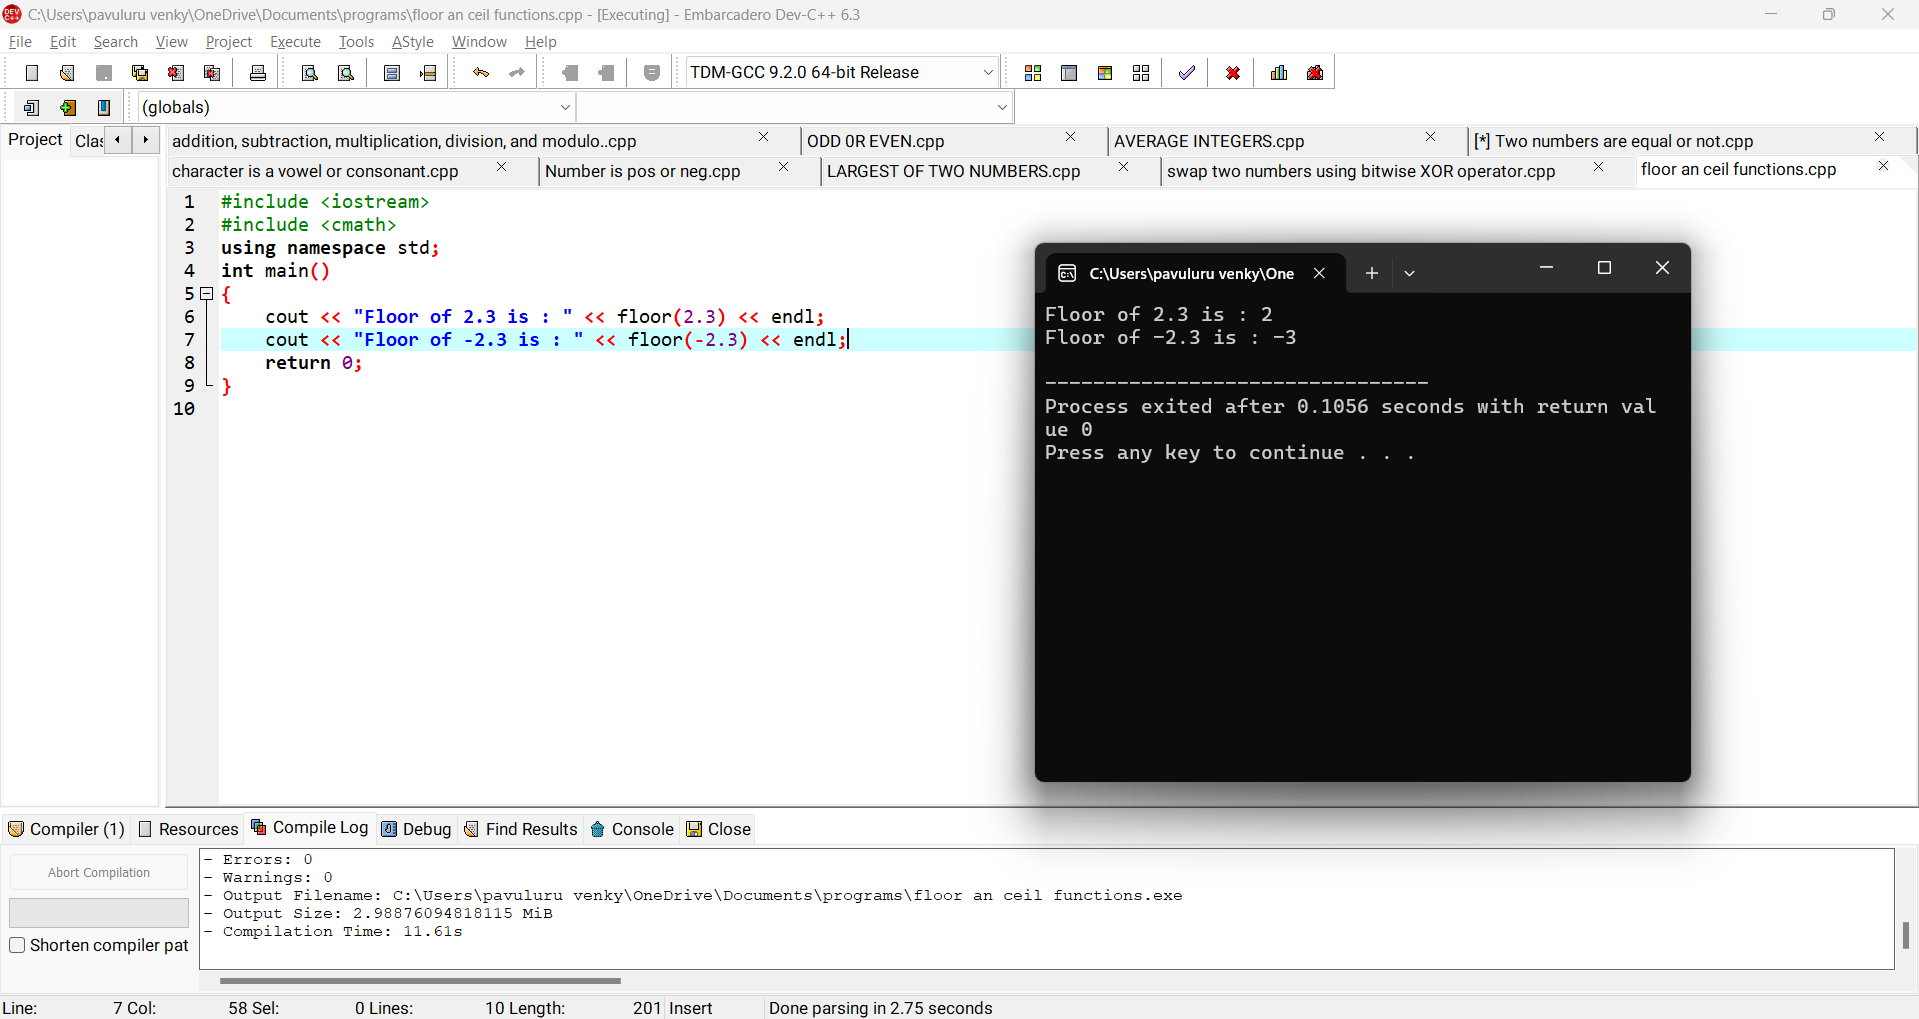 C:\Users\pavuluru venky\OneDrive\Documents\programs\floor an ceil functions.cpp - [Executing] - Embarcadero Dev-C++ 6.3
File Edit Search View Project Execute Tools AStyle Window Help
TDM-GCC 9.2.0 64-bit Release
(globals)
Project Clas
addition, subtraction, multiplication, division, and modulo..cpp ODD 0R EVEN.cpp AVERAGE INTEGERS.cpp [*] Two numbers are equal or not.cpp
character is a vowel or consonant.cpp Number is pos or neg.cpp LARGEST OF TWO NUMBERS.cpp swap two numbers using bitwise XOR operator.cpp floor an ceil functions.cpp
1 #include <iostream>
2 #include <cmath>
3 using namespace std;
4 int main()
5 {
6 cout << "Floor of 2.3 is : " << floor(2.3) << endl;
7 cout << "Floor of -2.3 is : " << floor(-2.3) << endl;
8 return 0;
9 }
10
C:\Users\pavuluru venky\One
Floor of 2.3 is : 2
Floor of -2.3 is : -3
--------------------------------
Process exited after 0.1056 seconds with return val
ue 0
Press any key to continue . . .
Compiler (1) Resources Compile Log Debug Find Results Console Close
Abort Compilation
Shorten compiler pat
- Errors: 0
- Warnings: 0
- Output Filename: C:\Users\pavuluru venky\OneDrive\Documents\programs\floor an ceil functions.exe
- Output Size: 2.98876094818115 MiB
- Compilation Time: 11.61s
Line: 7 Col: 58 Sel: 0 Lines: 10 Length: 201 Insert Done parsing in 2.75 seconds